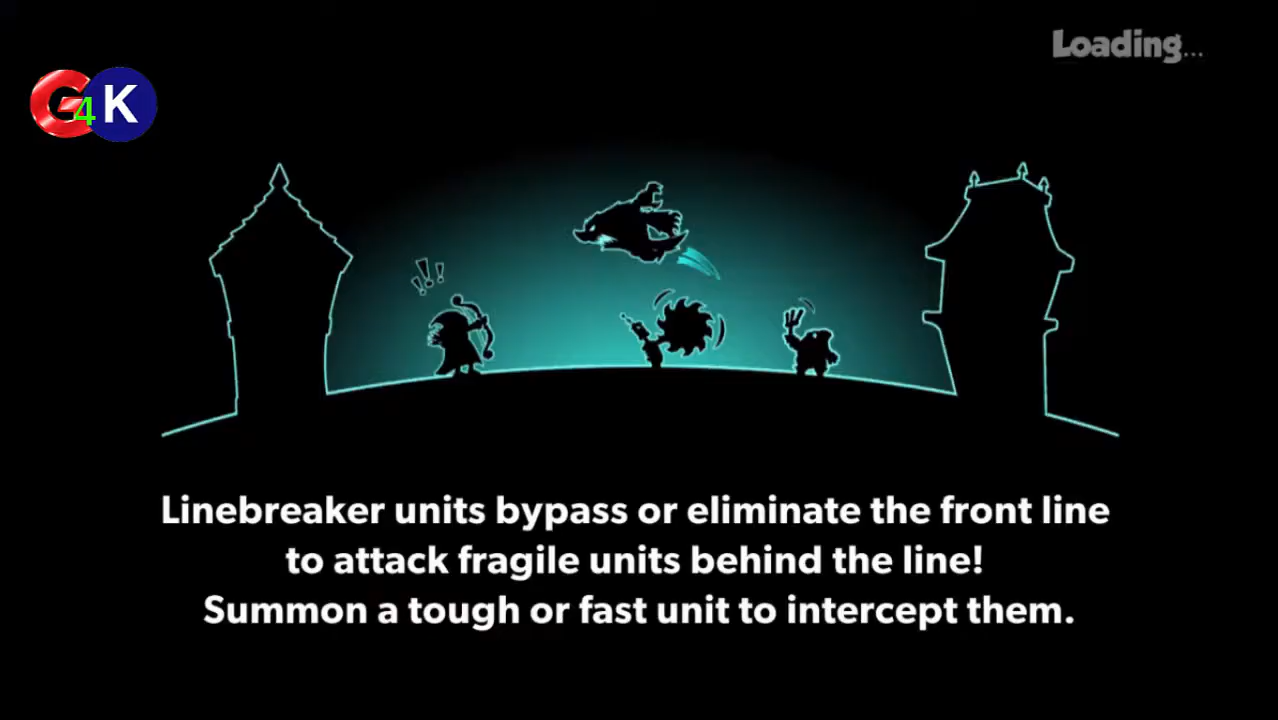 Loading...
G4K
!!!
Linebreaker units bypass or eliminate the front line
to attack fragile units behind the line!
Summon a tough or fast unit to intercept them.